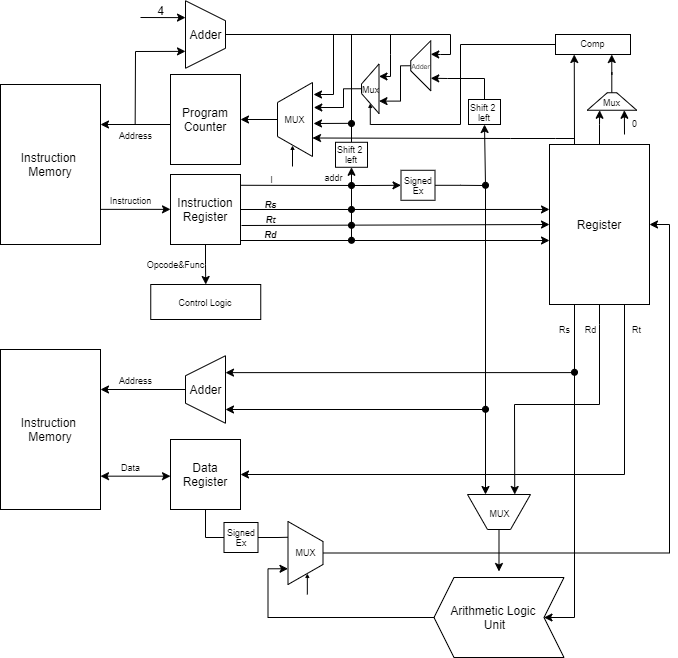 4
Adder
Comp
Adder
Mux
Mux
Shift 2
left
MUX
0
Program
Counter
Address
Instruction
Memory
Shift 2
left
I
addr
Signed
Ex
Instruction
Instruction
Register
Rs
Rt
Rd
Register
Opcode&Func
Control Logic
Rs
Rd
Rt
Address
Adder
Instruction
Memory
Data
Data
Register
MUX
Signed
Ex
MUX
Arithmetic Logic
Unit